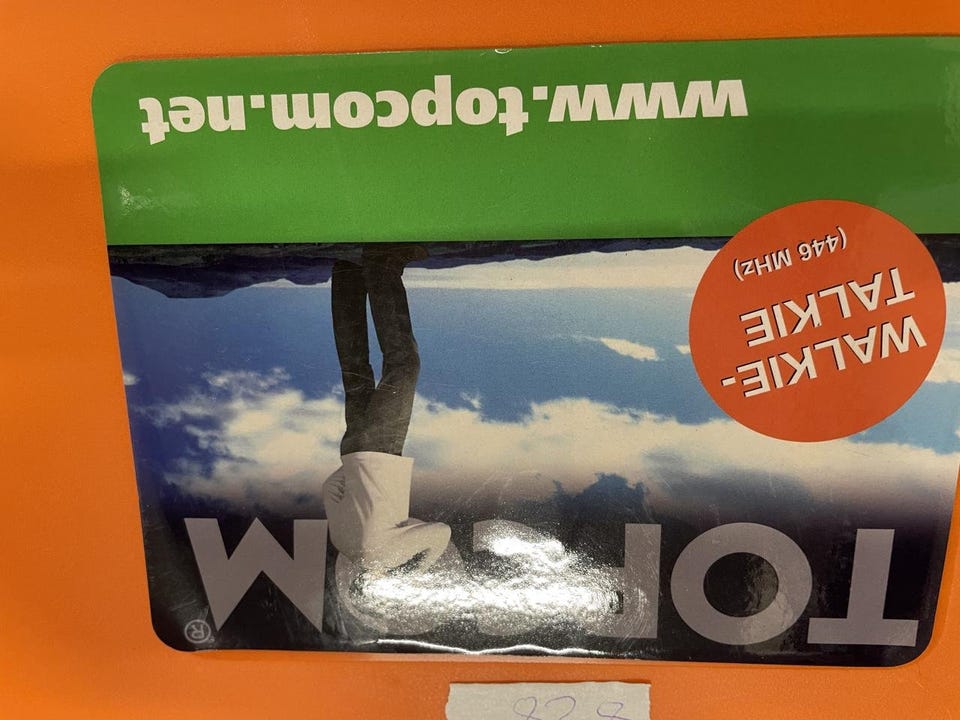 TOPCOM®
WALKIE-
TALKIE
(446 MHz)
www.topcom.net